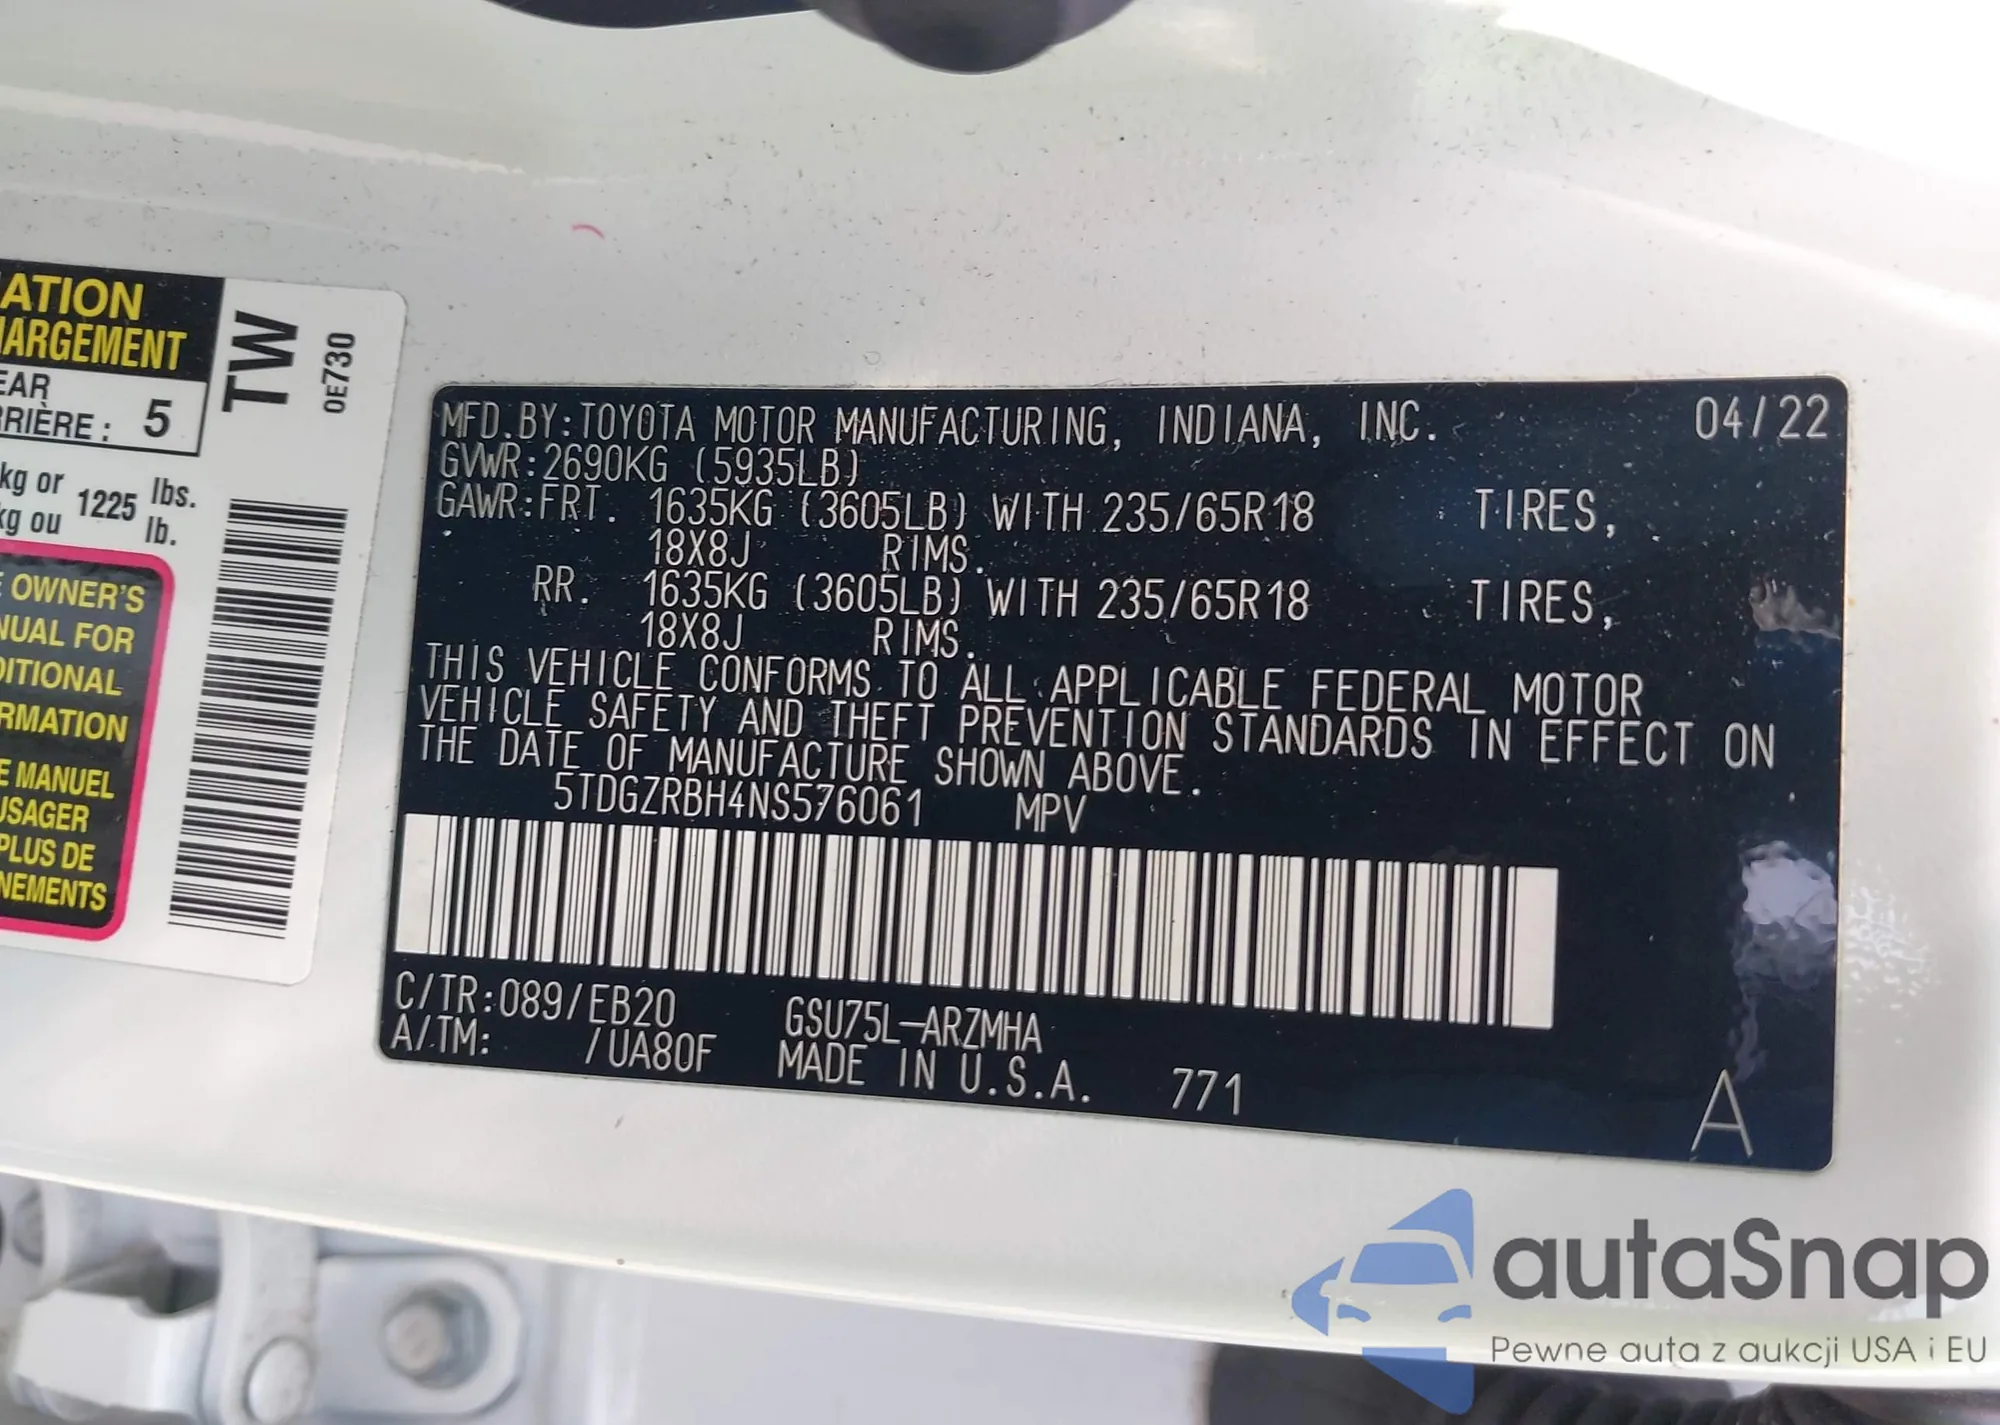 ATION
HARGEMENT
EAR
RRIÈRE : 5
kg or 1225 lbs.
kg ou lb.
E OWNER'S
NUAL FOR
DITIONAL
RMATION
E MANUEL
USAGER
PLUS DE
NEMENTS
TW
0E730
MFD.BY:TOYOTA MOTOR MANUFACTURING, INDIANA, INC. 04/22
GVWR:2690KG (5935LB)
GAWR:FRT. 1635KG (3605LB) WITH 235/65R18 TIRES,
18X8J RIMS.
RR. 1635KG (3605LB) WITH 235/65R18 TIRES,
18X8J RIMS.
THIS VEHICLE CONFORMS TO ALL APPLICABLE FEDERAL MOTOR
VEHICLE SAFETY AND THEFT PREVENTION STANDARDS IN EFFECT ON
THE DATE OF MANUFACTURE SHOWN ABOVE.
5TDGZRBH4NS576061 MPV
C/TR:089/EB20 GSU75L-ARZMHA
A/TM: /UA80F MADE IN U.S.A. 771
A
autaSnap
Pewne auta z aukcji USA i EU